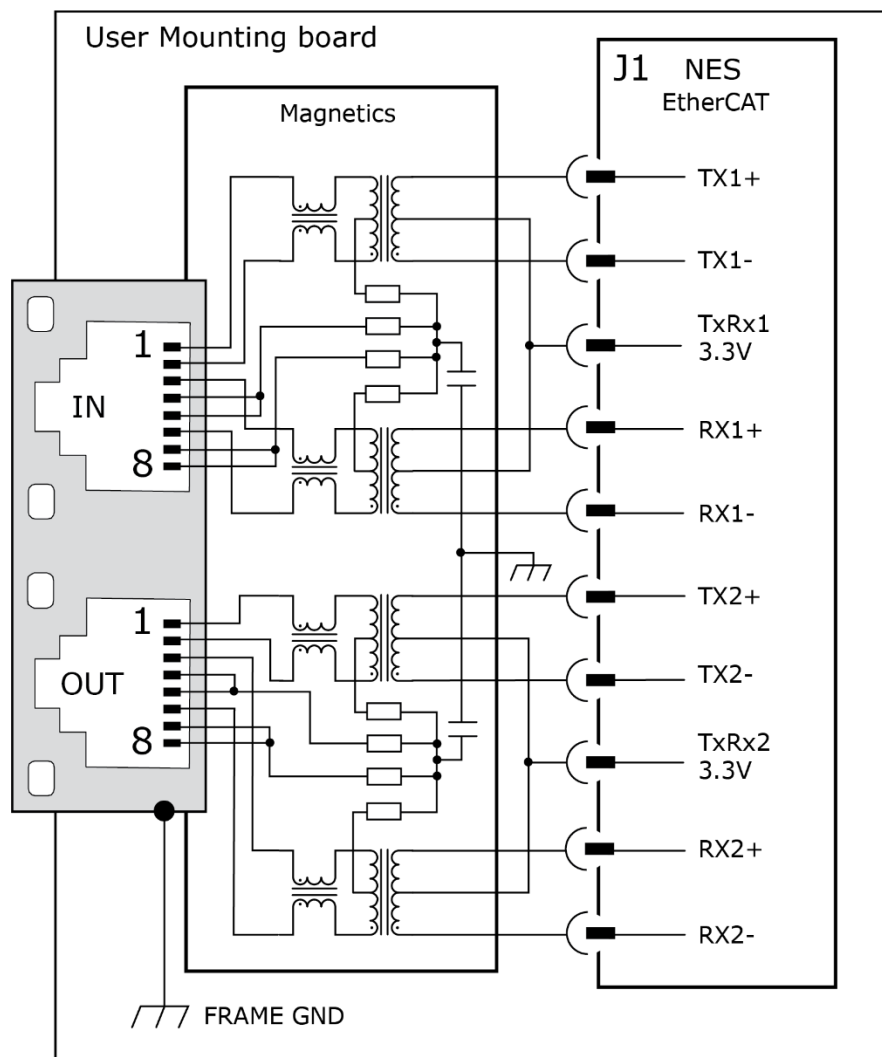 User Mounting board
J1 NES
EtherCAT
Magnetics
TX1+
TX1-
TxRx1
3.3V
RX1+
RX1-
TX2+
TX2-
TxRx2
3.3V
RX2+
RX2-
1
IN
8
1
OUT
8
FRAME GND